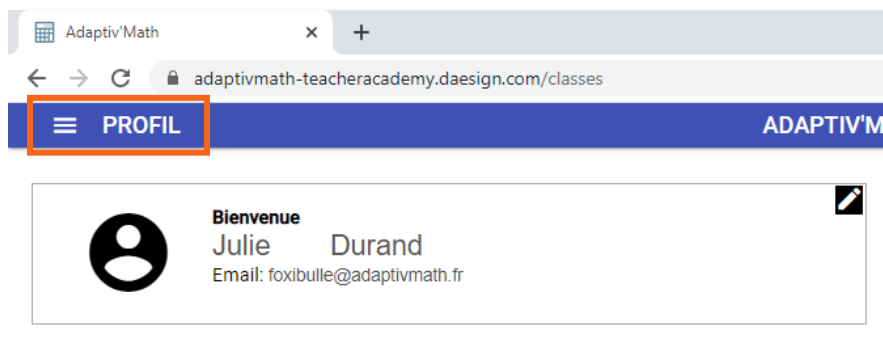 Adaptiv'Math
adaptivmath-teacheracademy.daesign.com/classes
PROFIL ADAPTIV'M
Bienvenue
Julie Durand
Email: foxibulle@adaptivmath.fr